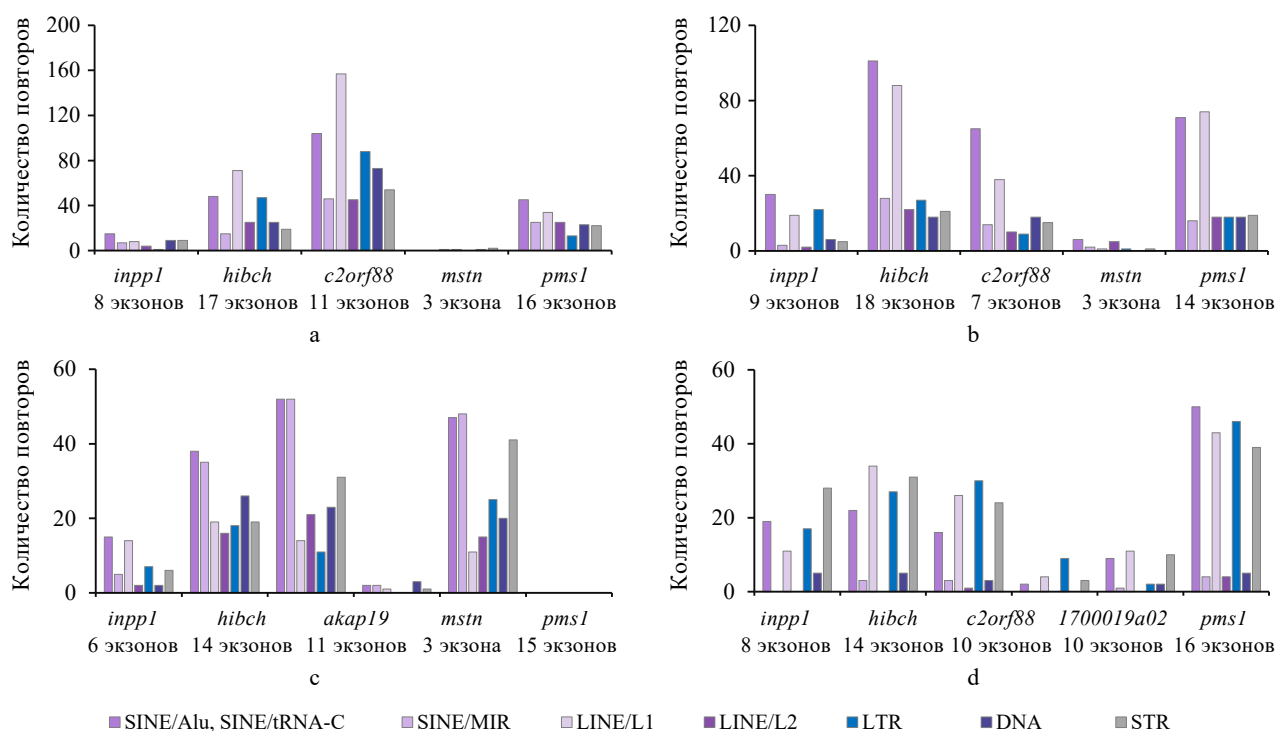 Количество повторов
200
160
120
80
40
0
inpp1 hibch c2orf88 mstn pms1
8 экзонов 17 экзонов 11 экзонов 3 экзона 16 экзонов
a
Количество повторов
120
80
40
0
inpp1 hibch c2orf88 mstn pms1
9 экзонов 18 экзонов 7 экзонов 3 экзона 14 экзонов
b
Количество повторов
60
40
20
0
inpp1 hibch akap19 mstn pms1
6 экзонов 14 экзонов 11 экзонов 3 экзона 15 экзонов
c
Количество повторов
60
40
20
0
inpp1 hibch c2orf88 1700019a02 pms1
8 экзонов 14 экзонов 10 экзонов 10 экзонов 16 экзонов
d
SINE/Alu, SINE/tRNA-C SINE/MIR LINE/L1 LINE/L2 LTR DNA STR